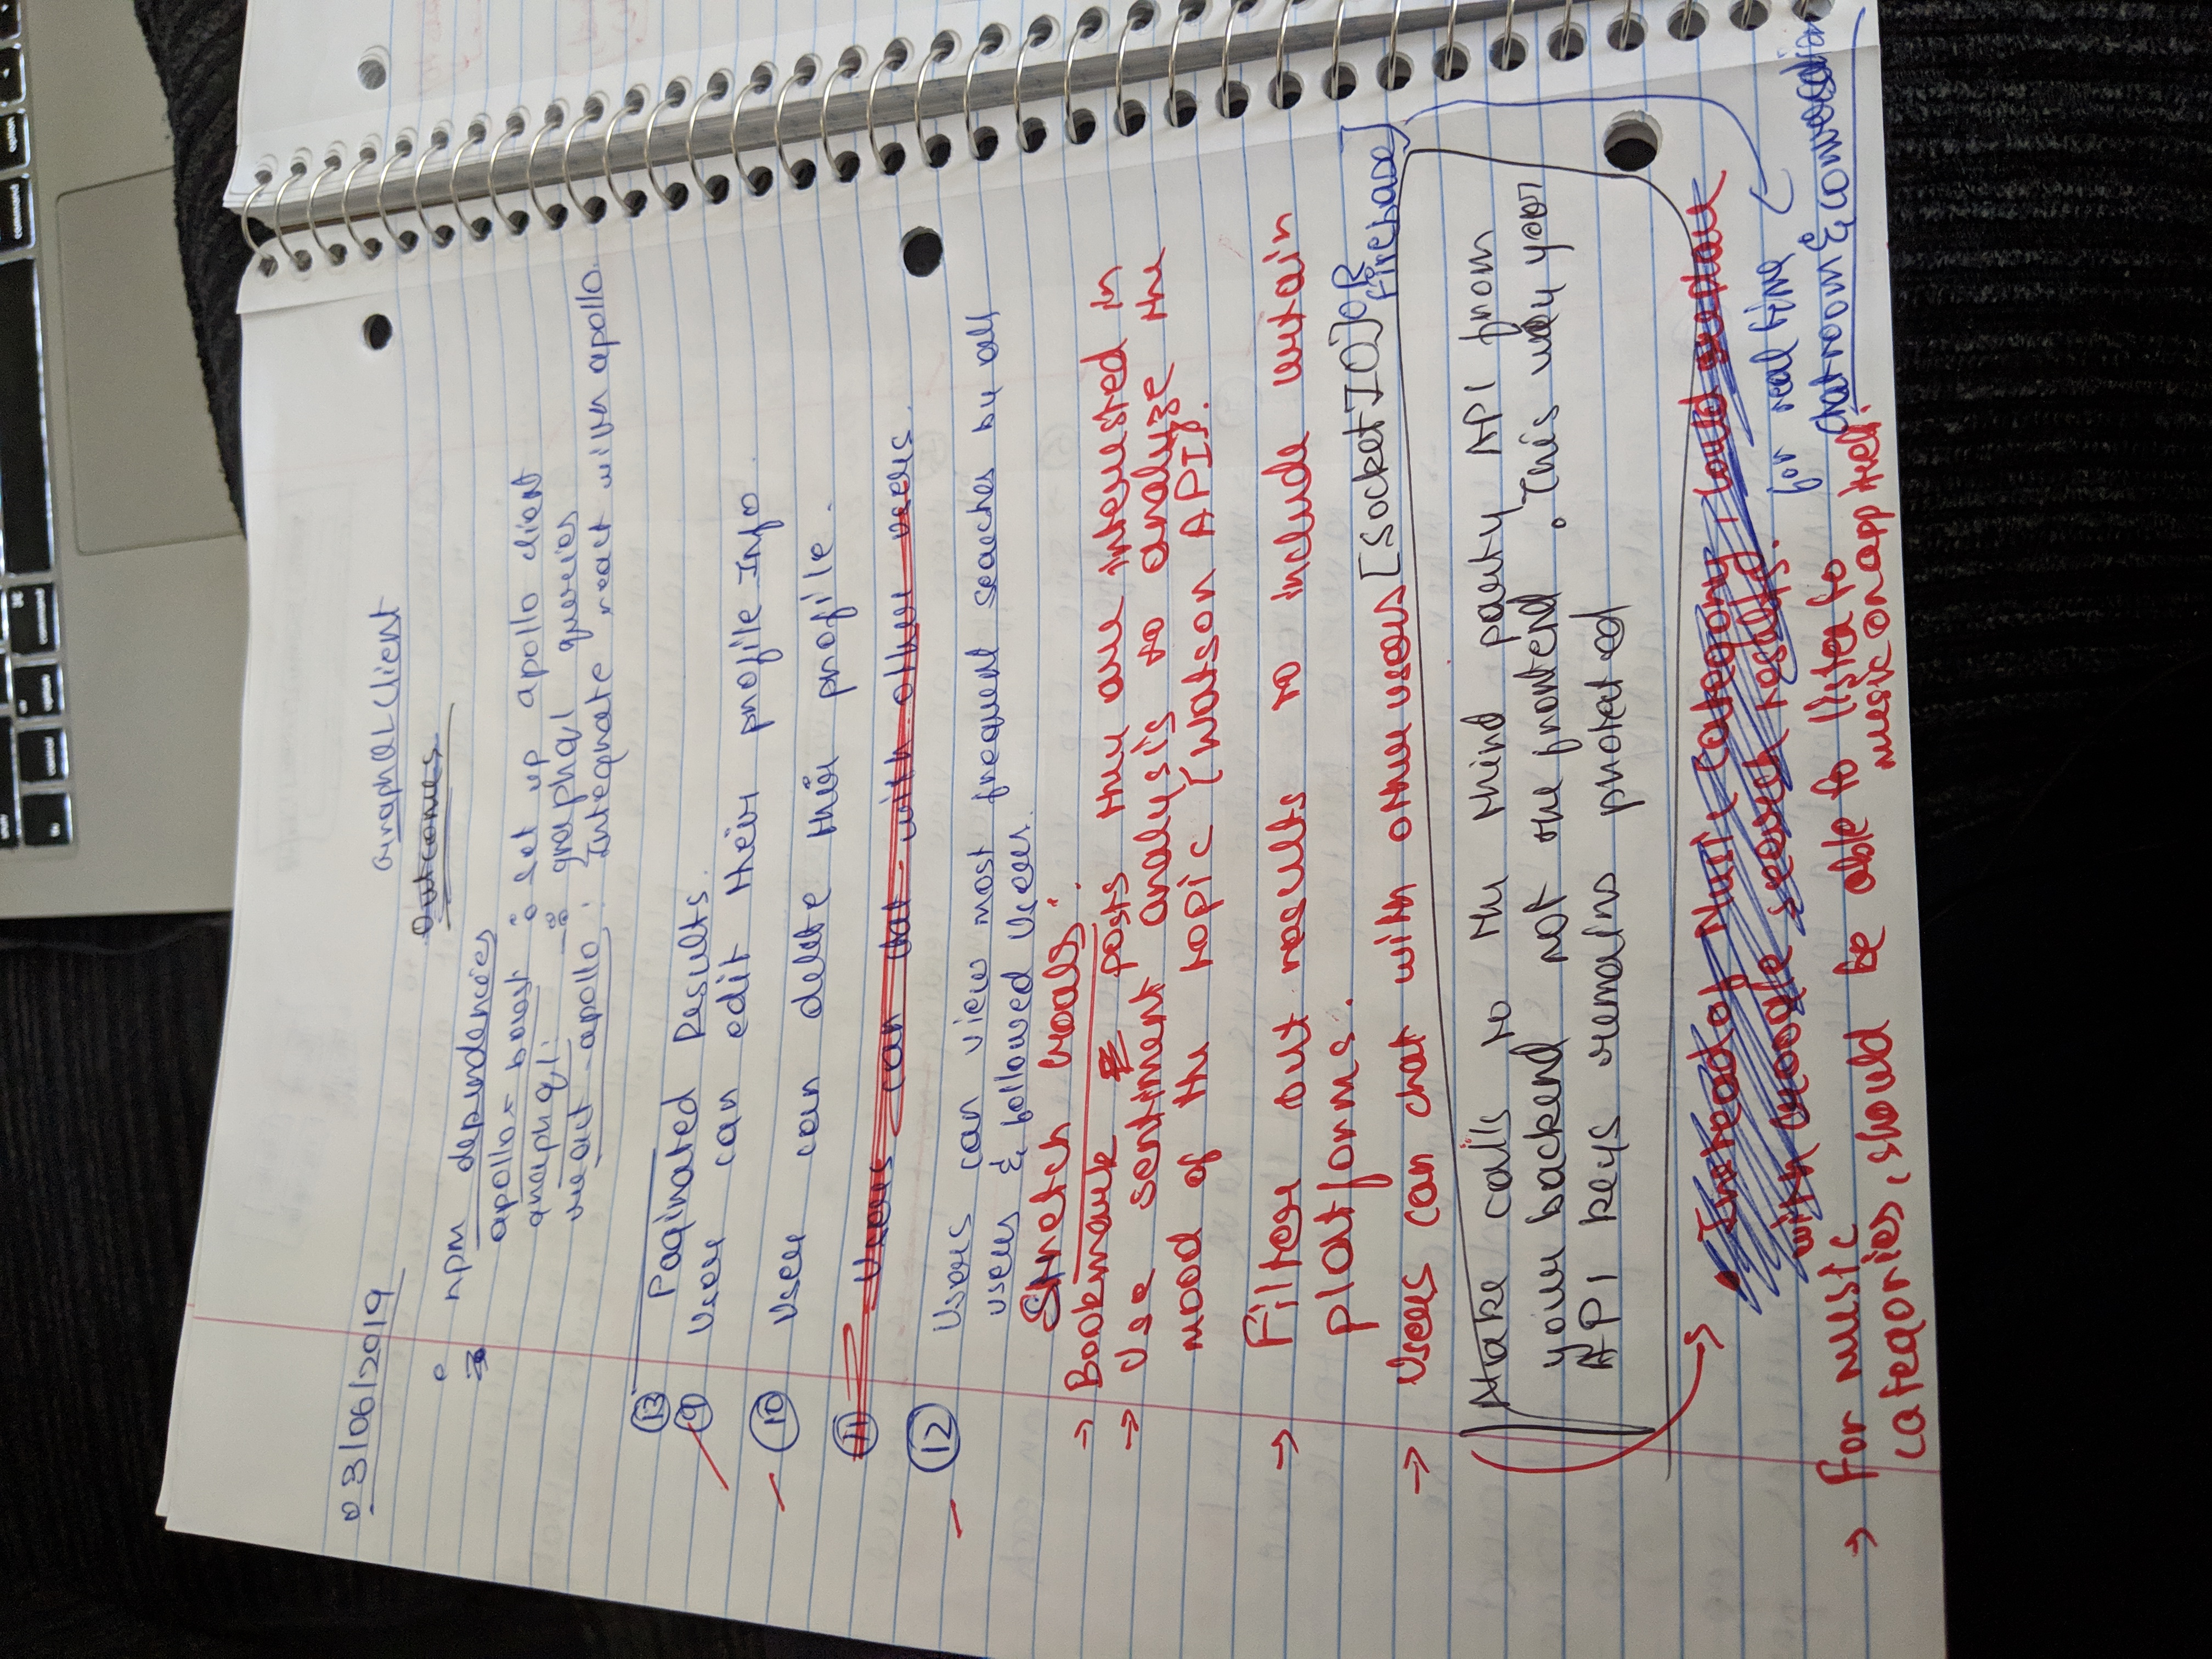 command
option
fn
control
option
command
03/06/2019
GraphQL Client
Outcomes
npm dependencies
apollo-boost : set up apollo client
graphql: -: graphql queries
react-apollo : Integrate react with apollo.
13 Paginated Results.
9 User can edit their profile Info.
10 User can delete their profile.
11 Users can chat with other users.
12 Users can view most frequent searches by all
users & followed users.
Stretch Goals:
→ Bookmark posts they are interested in
→ Use sentiment analysis to analyze the
mood of the topic (Watson API).
→ Filter out results to include certain
platforms.
→ Users can chat with other users [Socket IO] OR
Firebase]
Make calls to the third party API from
your backend not the frontend. This way your
API keys remains protected
→ • Instead of Music Category, could replace
with Google search results.
for real time
chatroom & conversation
→ For music
categories, should be able to listen to
music on app itself.